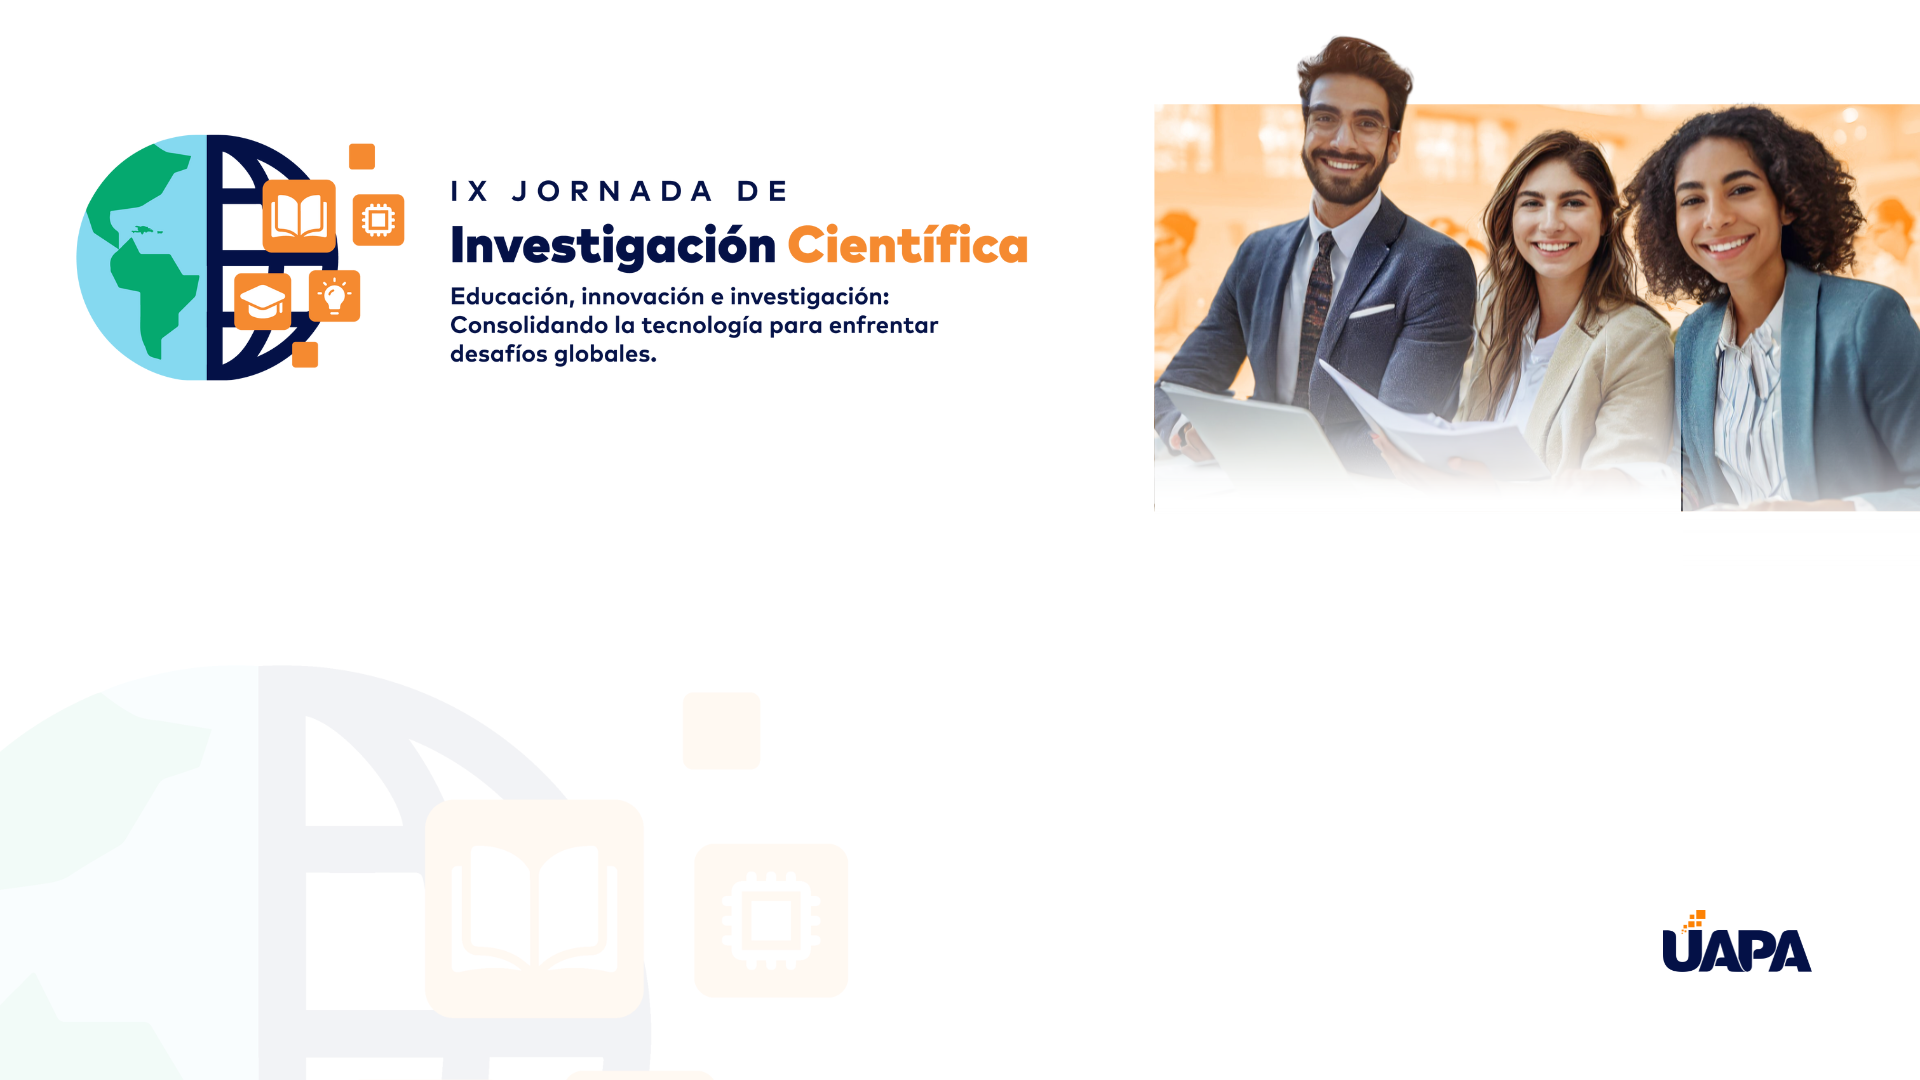 IX JORNADA DE
Investigación Científica
Educación, innovación e investigación:
Consolidando la tecnología para enfrentar
desafíos globales.
UAPA